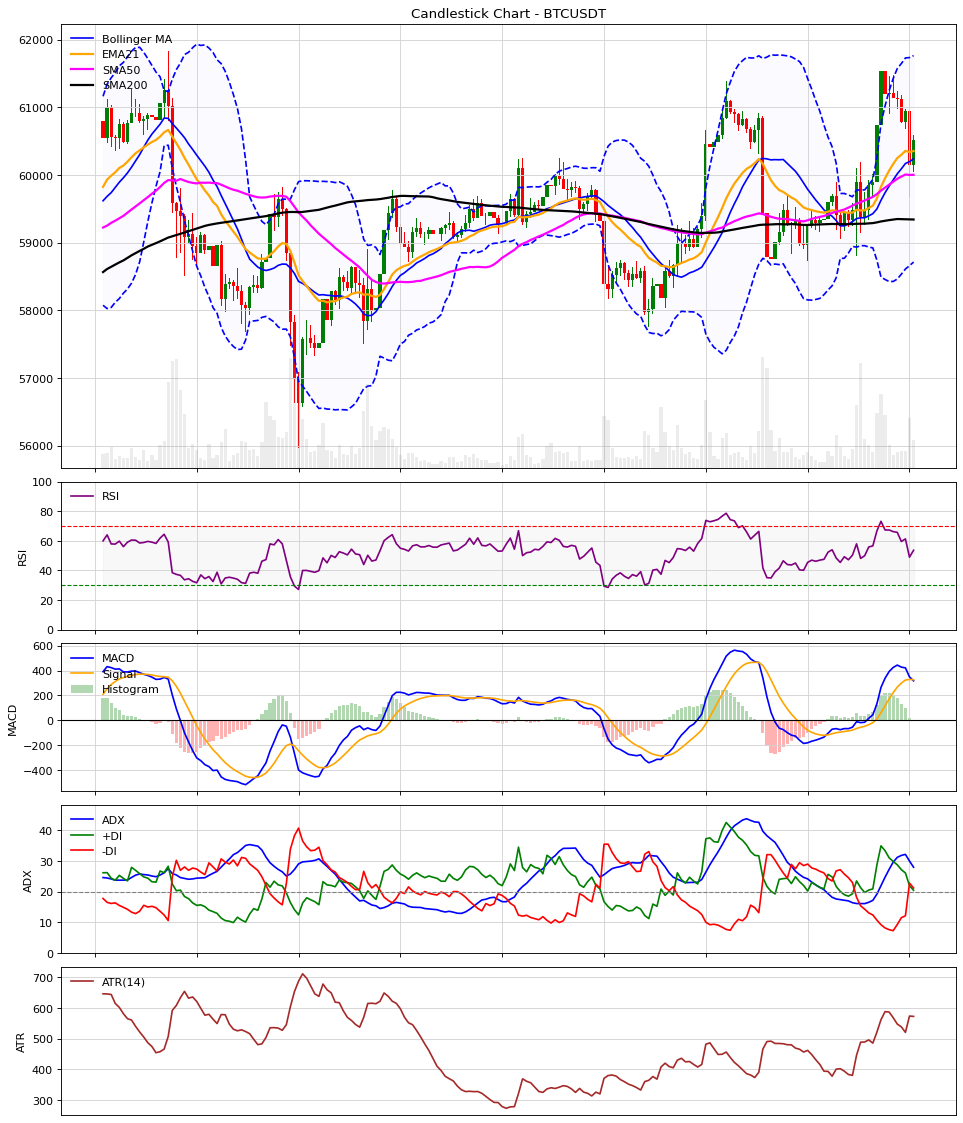 Candlestick Chart - BTCUSDT
62000
61000
60000
59000
58000
57000
56000
Bollinger MA
EMA21
SMA50
SMA200
100
80
60
40
20
0
RSI
RSI
600
400
200
0
−200
−400
MACD
MACD
Signal
Histogram
40
30
20
10
0
ADX
ADX
+DI
-DI
700
600
500
400
300
ATR
ATR(14)